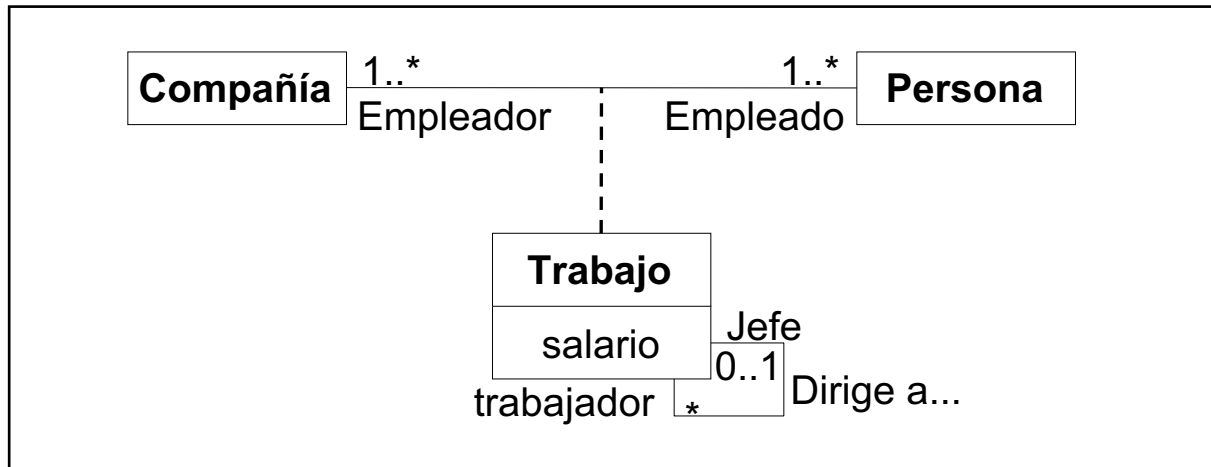 Compañía
1..*
Empleador
1..*
Empleado
Persona
Trabajo
salario
Jefe
0..1
Dirige a...
trabajador
*